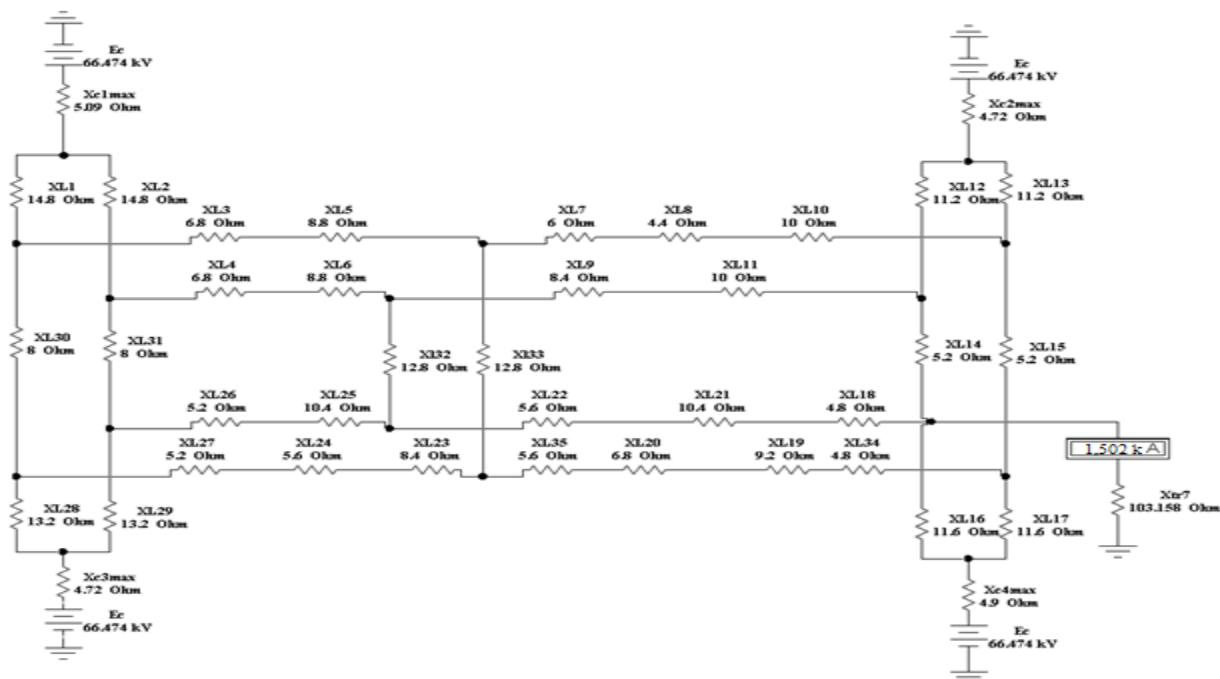 Ec
66.474 kV
Xc1max
5.09 Ohm
Ec
66.474 kV
Xc2max
4.72 Ohm
XL1
14.8 Ohm
XL2
14.8 Ohm
XL12
11.2 Ohm
XL13
11.2 Ohm
XL3
6.8 Ohm
XL5
8.8 Ohm
XL7
6 Ohm
XL8
4.4 Ohm
XL10
10 Ohm
XL4
6.8 Ohm
XL6
8.8 Ohm
XL9
8.4 Ohm
XL11
10 Ohm
XL30
8 Ohm
XL31
8 Ohm
Xl32
12.8 Ohm
Xl33
12.8 Ohm
XL14
5.2 Ohm
XL15
5.2 Ohm
XL26
5.2 Ohm
XL25
10.4 Ohm
XL22
5.6 Ohm
XL21
10.4 Ohm
XL18
4.8 Ohm
XL27
5.2 Ohm
XL24
5.6 Ohm
XL23
8.4 Ohm
XL35
5.6 Ohm
XL20
6.8 Ohm
XL19
9.2 Ohm
XL34
4.8 Ohm
1.502 k A
Xtr7
103.158 Ohm
XL28
13.2 Ohm
XL29
13.2 Ohm
XL16
11.6 Ohm
XL17
11.6 Ohm
Xc3max
4.72 Ohm
Ec
66.474 kV
Xc4max
4.9 Ohm
Ec
66.474 kV